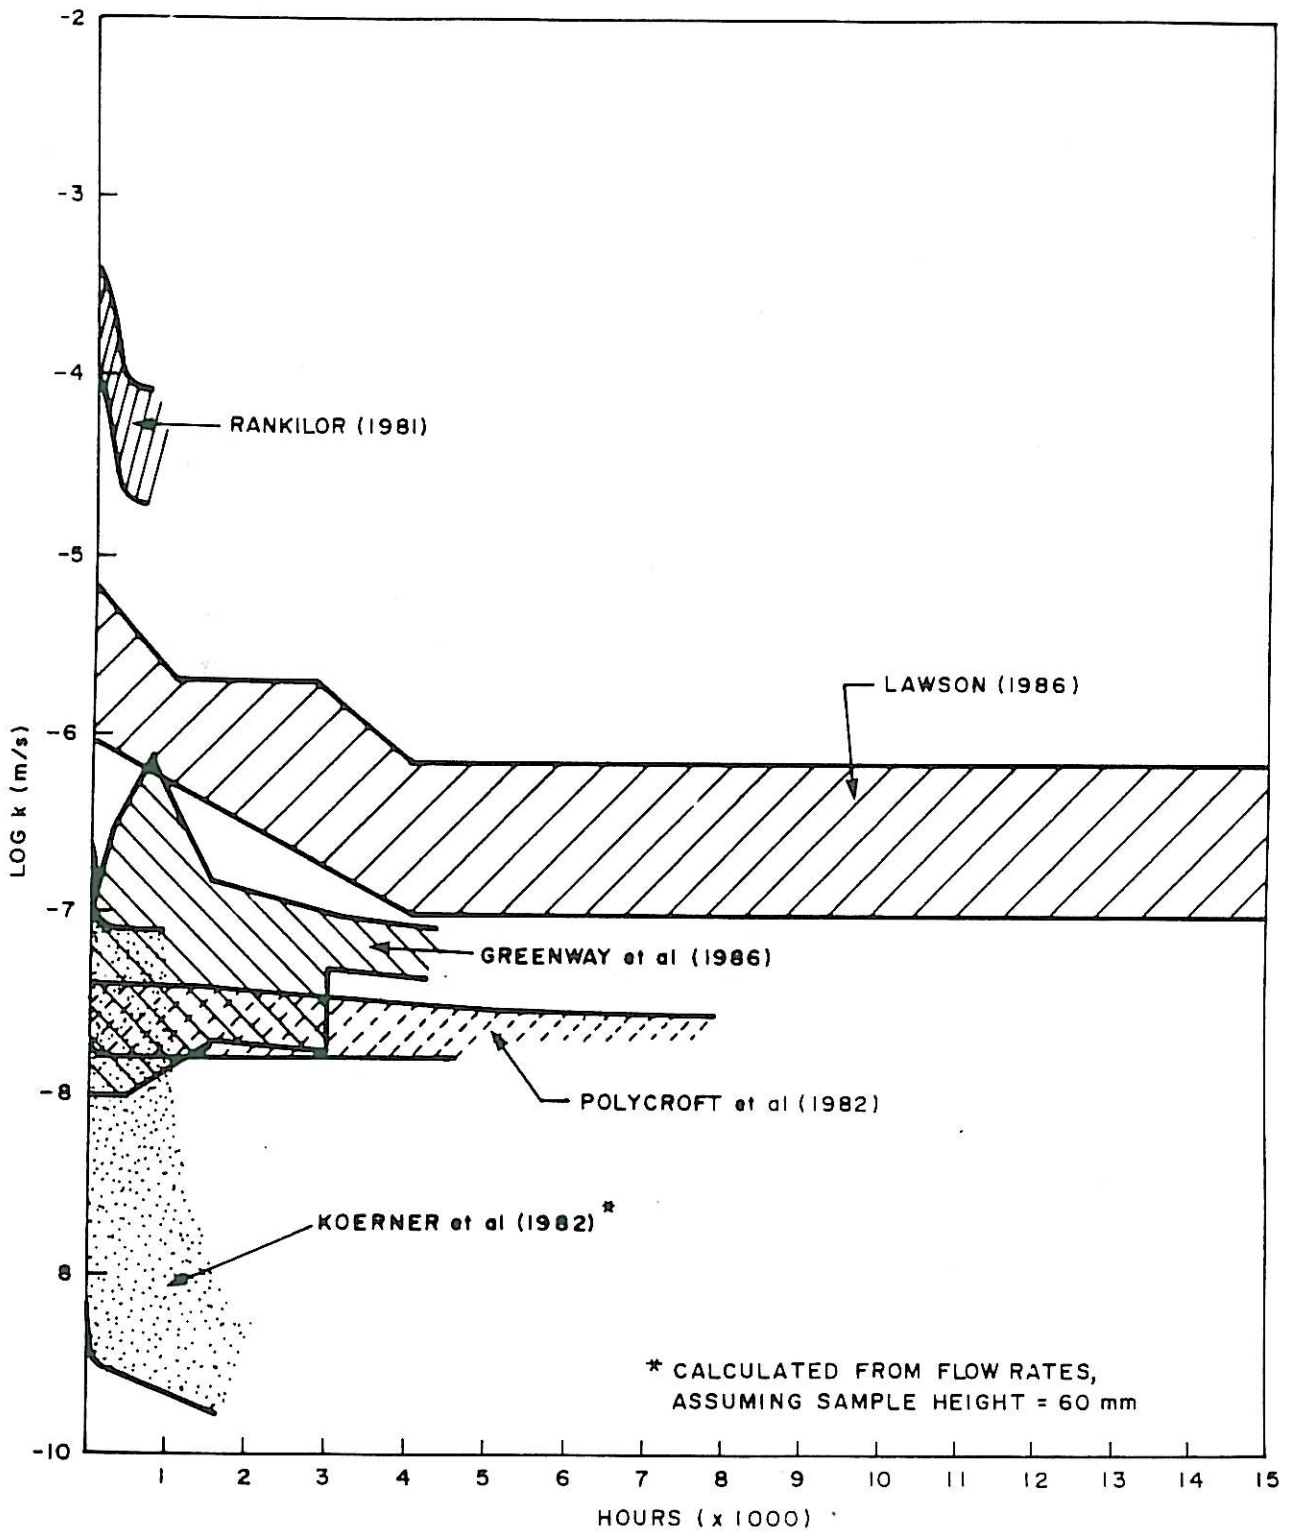 -2
-3
-4
RANKILOR (1981)
-5
LAWSON (1986)
-6
LOG k (m/s)
-7
GREENWAY et al (1986)
-8
POLYCROFT et al (1982)
KOERNER et al (1982)*
8
* CALCULATED FROM FLOW RATES,
ASSUMING SAMPLE HEIGHT = 60 mm
-10
1 2 3 4 5 6 7 8 9 10 11 12 13 14 15
HOURS (x 1000)